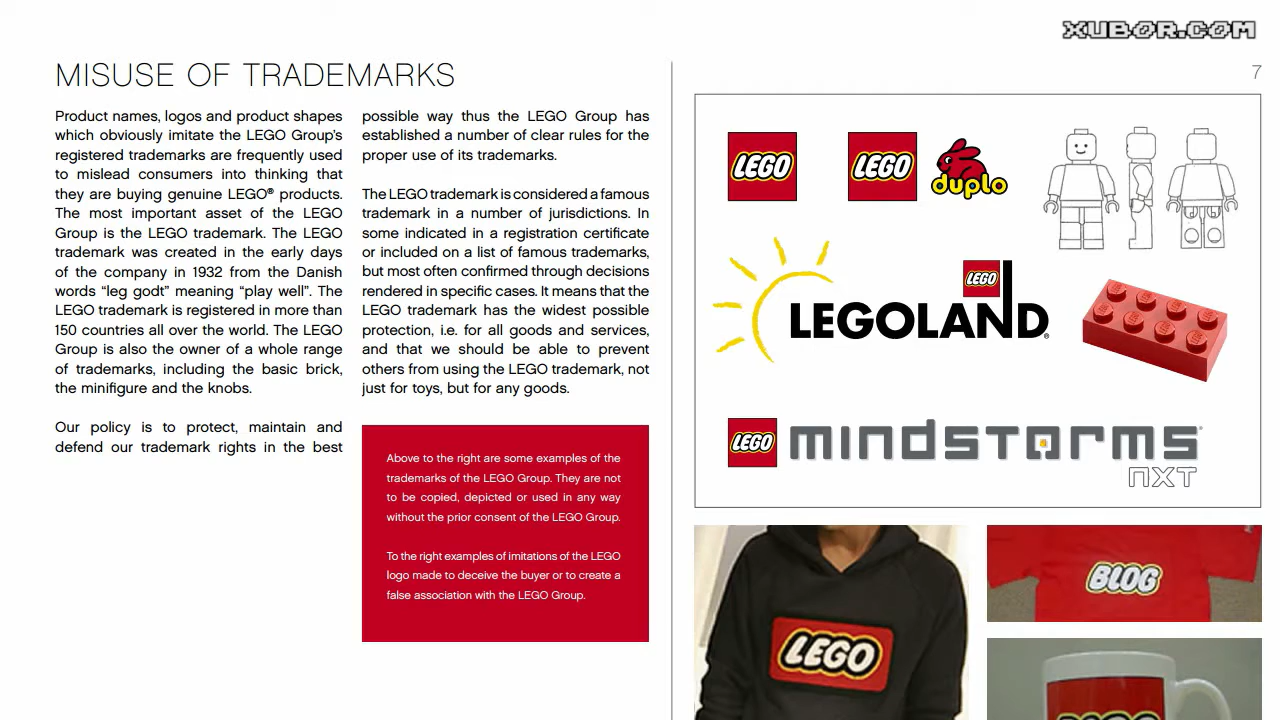 XUBOR.COM
MISUSE OF TRADEMARKS
Product names, logos and product shapes
which obviously imitate the LEGO Group's
registered trademarks are frequently used
to mislead consumers into thinking that
they are buying genuine LEGO® products.
The most important asset of the LEGO
Group is the LEGO trademark. The LEGO
trademark was created in the early days
of the company in 1932 from the Danish
words “leg godt” meaning “play well”. The
LEGO trademark is registered in more than
150 countries all over the world. The LEGO
Group is also the owner of a whole range
of trademarks, including the basic brick,
the minifigure and the knobs.
Our policy is to protect, maintain and
defend our trademark rights in the best
possible way thus the LEGO Group has
established a number of clear rules for the
proper use of its trademarks.
The LEGO trademark is considered a famous
trademark in a number of jurisdictions. In
some indicated in a registration certificate
or included on a list of famous trademarks,
but most often confirmed through decisions
rendered in specific cases. It means that the
LEGO trademark has the widest possible
protection, i.e. for all goods and services,
and that we should be able to prevent
others from using the LEGO trademark, not
just for toys, but for any goods.
Above to the right are some examples of the
trademarks of the LEGO Group. They are not
to be copied, depicted or used in any way
without the prior consent of the LEGO Group.
To the right examples of imitations of the LEGO
logo made to deceive the buyer or to create a
false association with the LEGO Group.
7
LEGO
LEGO
duplo
LEGO
LEGOLAND®
LEGO
mindstorms
NXT
LEGO
BLOG